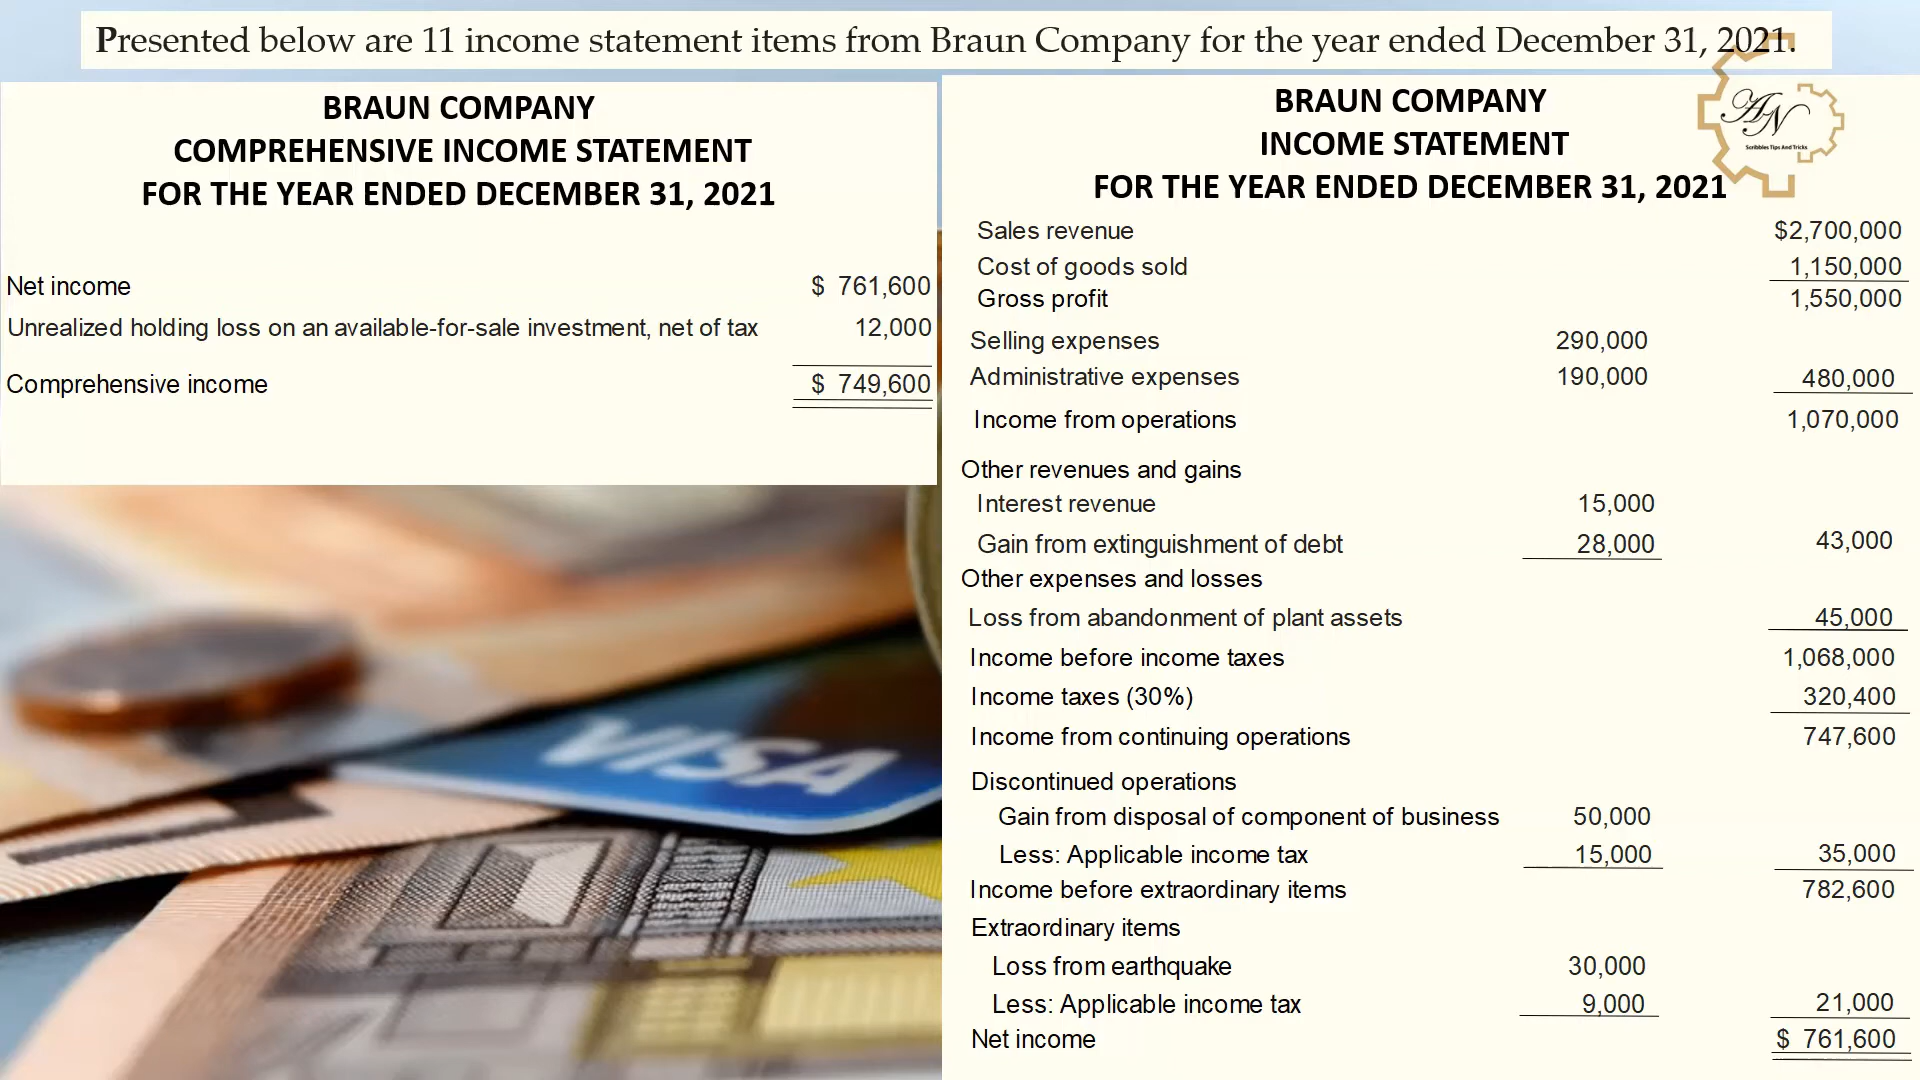 Presented below are 11 income statement items from Braun Company for the year ended December 31, 2021.
BRAUN COMPANY
COMPREHENSIVE INCOME STATEMENT
FOR THE YEAR ENDED DECEMBER 31, 2021
Net income $ 761,600
Unrealized holding loss on an available-for-sale investment, net of tax 12,000
Comprehensive income $ 749,600
VISA
BRAUN COMPANY
INCOME STATEMENT
FOR THE YEAR ENDED DECEMBER 31, 2021
AN
Scribbles Tips And Tricks
Sales revenue $2,700,000
Cost of goods sold 1,150,000
Gross profit 1,550,000
Selling expenses 290,000
Administrative expenses 190,000 480,000
Income from operations 1,070,000
Other revenues and gains
Interest revenue 15,000
Gain from extinguishment of debt 28,000 43,000
Other expenses and losses
Loss from abandonment of plant assets 45,000
Income before income taxes 1,068,000
Income taxes (30%) 320,400
Income from continuing operations 747,600
Discontinued operations
Gain from disposal of component of business 50,000
Less: Applicable income tax 15,000 35,000
Income before extraordinary items 782,600
Extraordinary items
Loss from earthquake 30,000
Less: Applicable income tax 9,000 21,000
Net income $ 761,600